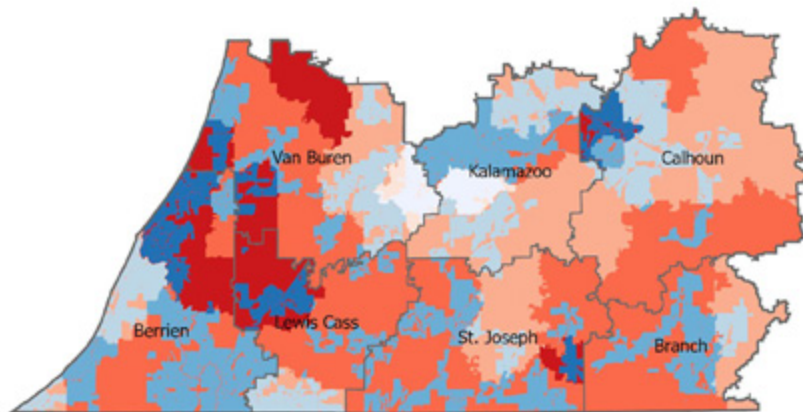 Van Buren
Kalamazoo
Calhoun
Berrien
Lewis Cass
St. Joseph
Branch